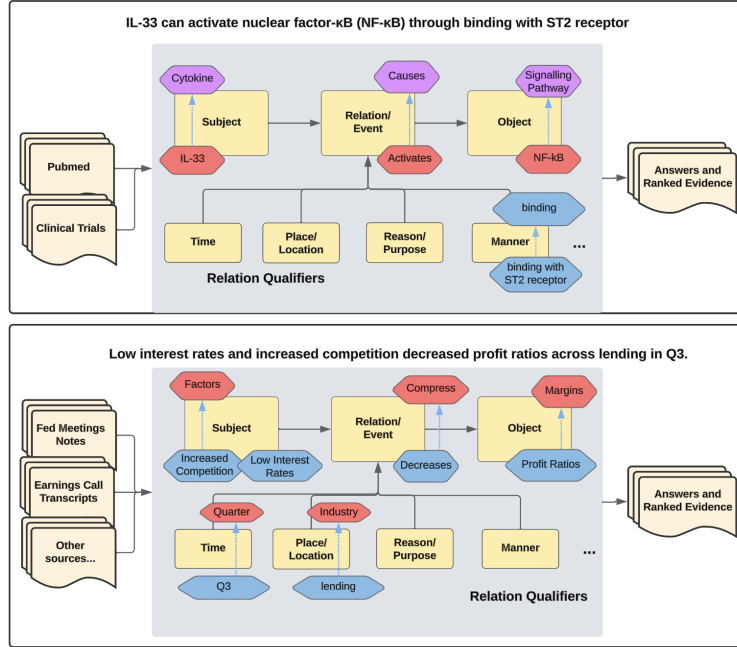 IL-33 can activate nuclear factor-κB (NF-κB) through binding with ST2 receptor
Cytokine
Causes
Signalling
Pathway
Subject
Relation/
Event
Object
IL-33
Activates
NF-kB
Pubmed
Clinical Trials
Answers and
Ranked Evidence
binding
Time
Place/
Location
Reason/
Purpose
Manner
...
binding with
ST2 receptor
Relation Qualifiers
Low interest rates and increased competition decreased profit ratios across lending in Q3.
Factors
Compress
Margins
Subject
Relation/
Event
Object
Increased
Competition
Low Interest
Rates
Decreases
Profit Ratios
Fed Meetings
Notes
Earnings Call
Transcripts
Other
sources...
Answers and
Ranked Evidence
Quarter
Industry
Time
Place/
Location
Reason/
Purpose
Manner
...
Q3
lending
Relation Qualifiers